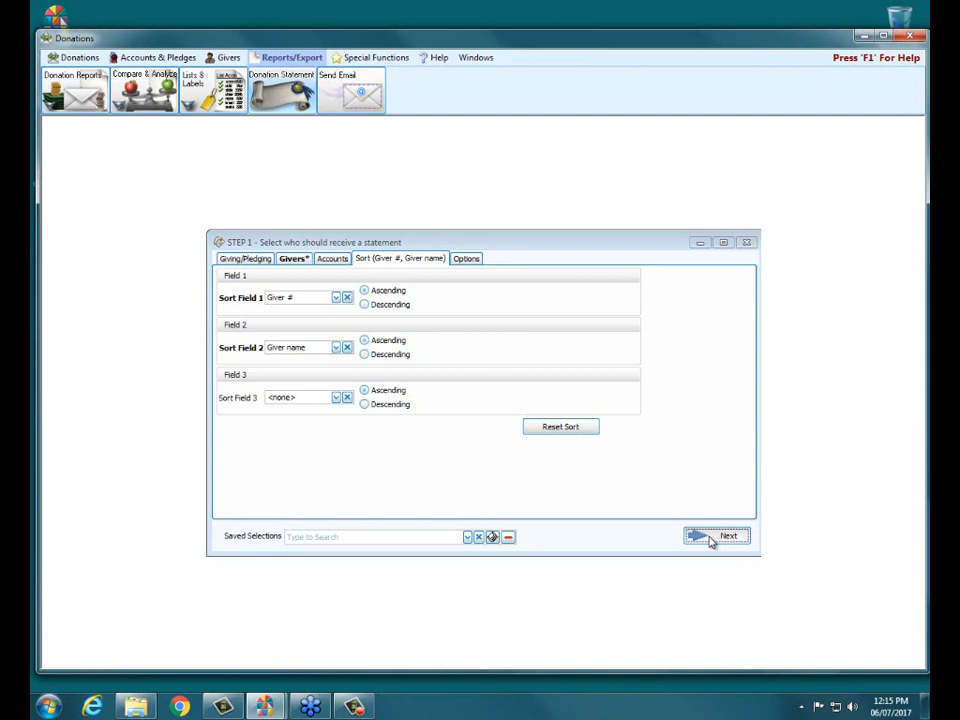 Donations
Donations Accounts & Pledges Givers Reports/Export Special Functions Help Windows Press 'F1' For Help
Donation Reports Compare & Analyze Lists & Labels Donation Statement Send Email
STEP 1 - Select who should receive a statement
Giving/Pledging Givers* Accounts Sort (Giver #, Giver name) Options
Field 1
Sort Field 1 Giver # Ascending
Descending
Field 2
Sort Field 2 Giver name Ascending
Descending
Field 3
Sort Field 3 <none> Ascending
Descending
Reset Sort
Saved Selections Type to Search Next
12:15 PM
06/07/2017